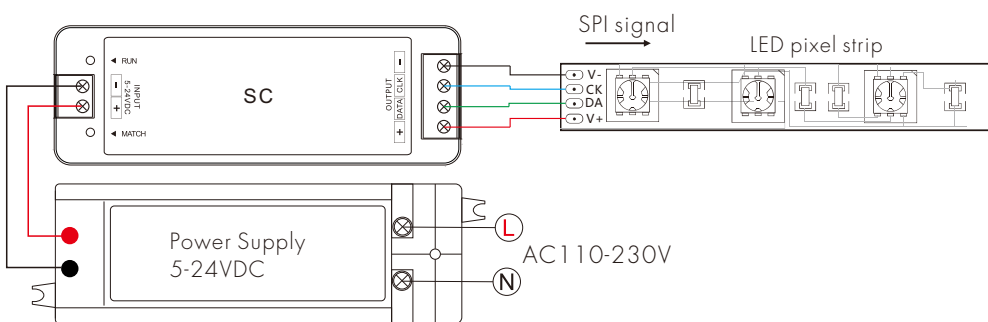 SPI signal
LED pixel strip
RUN
INPUT
5-24VDC
- +
MATCH
SC
OUTPUT
- CLK DATA +
V-
CK
DA
V+
Power Supply
5-24VDC
L
N
AC110-230V